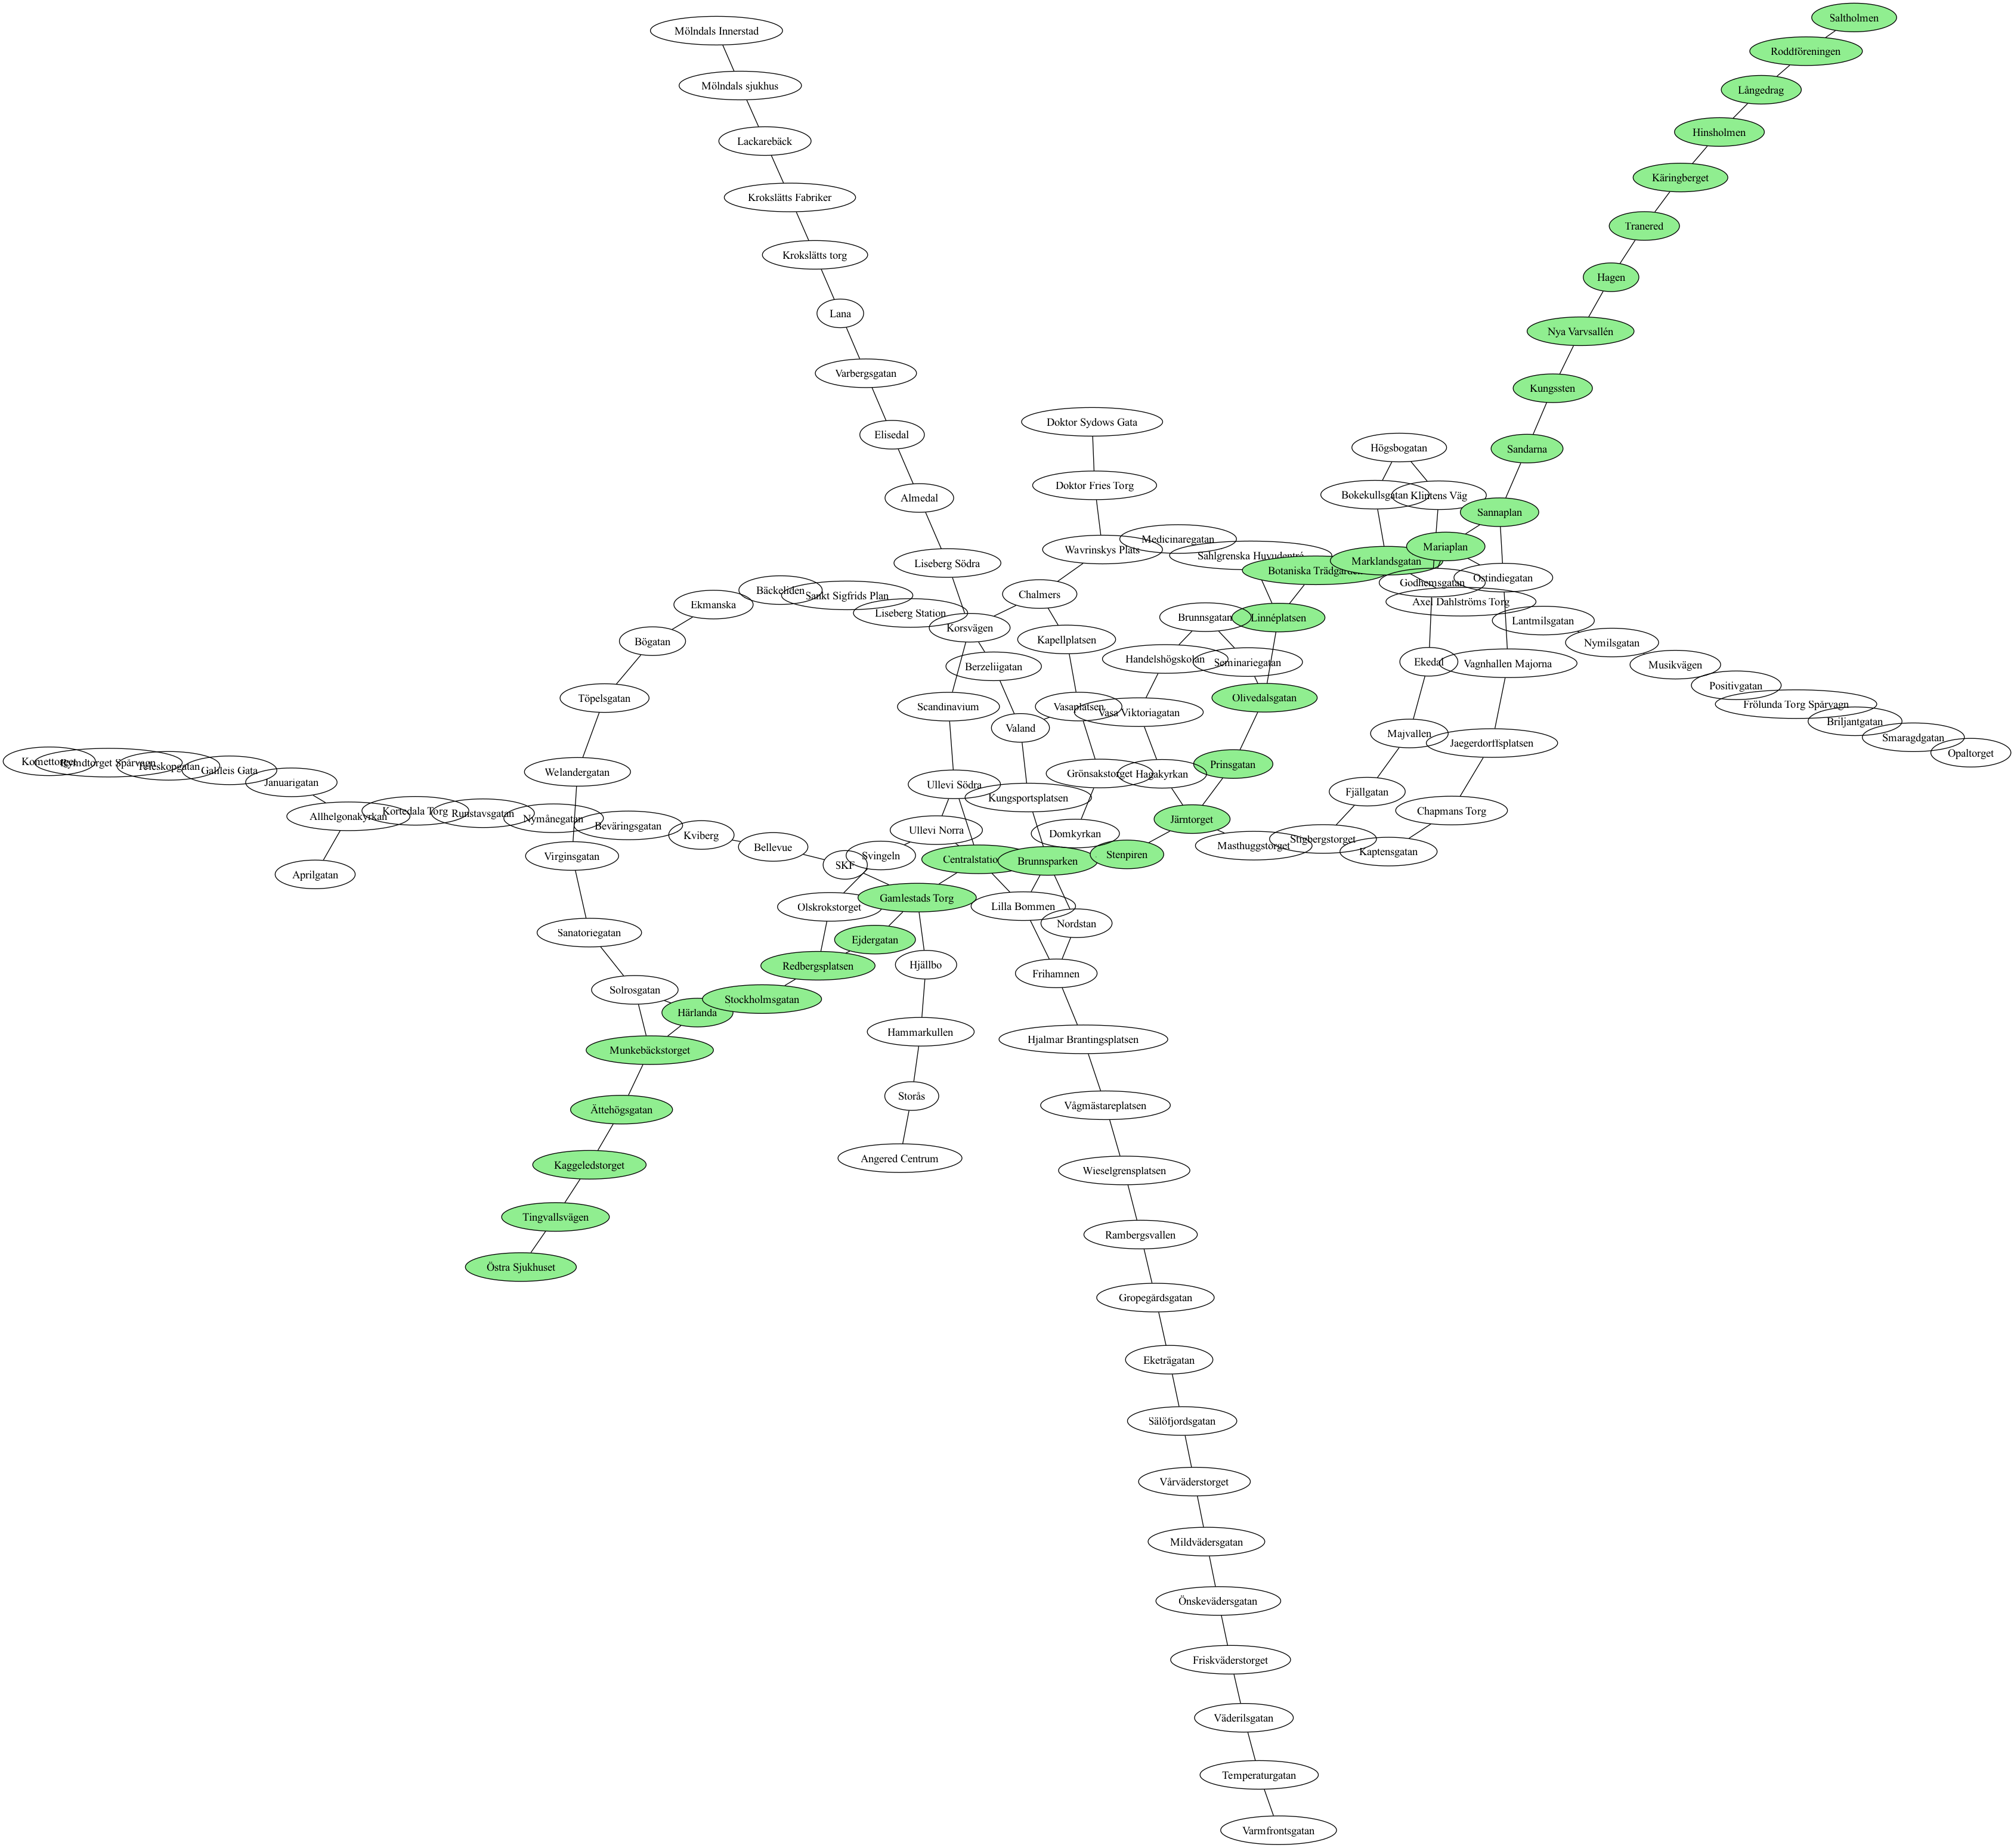 Saltholmen
Mölndals Innerstad
Roddföreningen
Mölndals sjukhus
Långedrag
Hinsholmen
Lackarebäck
Käringberget
Krokslätts Fabriker
Tranered
Krokslätts torg
Hagen
Lana
Nya Varvsallén
Varbergsgatan
Kungssten
Doktor Sydows Gata
Elisedal
Högsbogatan
Sandarna
Doktor Fries Torg
Bokekullsgatan
Klintens Väg
Almedal
Sannaplan
Medicinaregatan
Mariaplan
Wavrinskys Plats
Sahlgrenska Huvudentré
Marklandsgatan
Liseberg Södra
Botaniska Trädgården
Östindiegatan
Godhemsgatan
Bäckeliden
Chalmers
Sankt Sigfrids Plan
Axel Dahlströms Torg
Ekmanska
Liseberg Station
Brunnsgatan
Linnéplatsen
Lantmilsgatan
Korsvägen
Kapellplatsen
Bögatan
Nymilsgatan
Handelshögskolan
Seminariegatan
Ekedal
Vagnhallen Majorna
Musikvägen
Berzeliigatan
Positivgatan
Töpelsgatan
Olivedalsgatan
Frölunda Torg Spårvagn
Scandinavium
Vasaplatsen
Vasa Viktoriagatan
Briljantgatan
Valand
Majvallen
Smaragdgatan
Jaegerdorffsplatsen
Opaltorget
Komettorget
Rymdtorget Spårvagn
Teleskopgatan
Galileis Gata
Prinsgatan
Welandergatan
Grönsakstorget
Hagakyrkan
Januarigatan
Ullevi Södra
Fjällgatan
Kungsportsplatsen
Chapmans Torg
Kortedala Torg
Runstavsgatan
Allhelgonakyrkan
Nymånegatan
Järntorget
Beväringsgatan
Ullevi Norra
Domkyrkan
Kviberg
Stigbergstorget
Masthuggstorget
Bellevue
Kaptensgatan
Stenpiren
Virginsgatan
Svingeln
Centralstation
Brunnsparken
SKF
Aprilgatan
Gamlestads Torg
Olskrokstorget
Lilla Bommen
Nordstan
Sanatoriegatan
Ejdergatan
Hjällbo
Redbergsplatsen
Frihamnen
Solrosgatan
Stockholmsgatan
Härlanda
Hammarkullen
Hjalmar Brantingsplatsen
Munkebäckstorget
Storås
Vågmästareplatsen
Ättehögsgatan
Angered Centrum
Kaggeledstorget
Wieselgrensplatsen
Tingvallsvägen
Rambergsvallen
Östra Sjukhuset
Gropegårdsgatan
Eketrägatan
Sälöfjordsgatan
Vårväderstorget
Mildvädersgatan
Önskevädersgatan
Friskväderstorget
Väderilsgatan
Temperaturgatan
Varmfrontsgatan